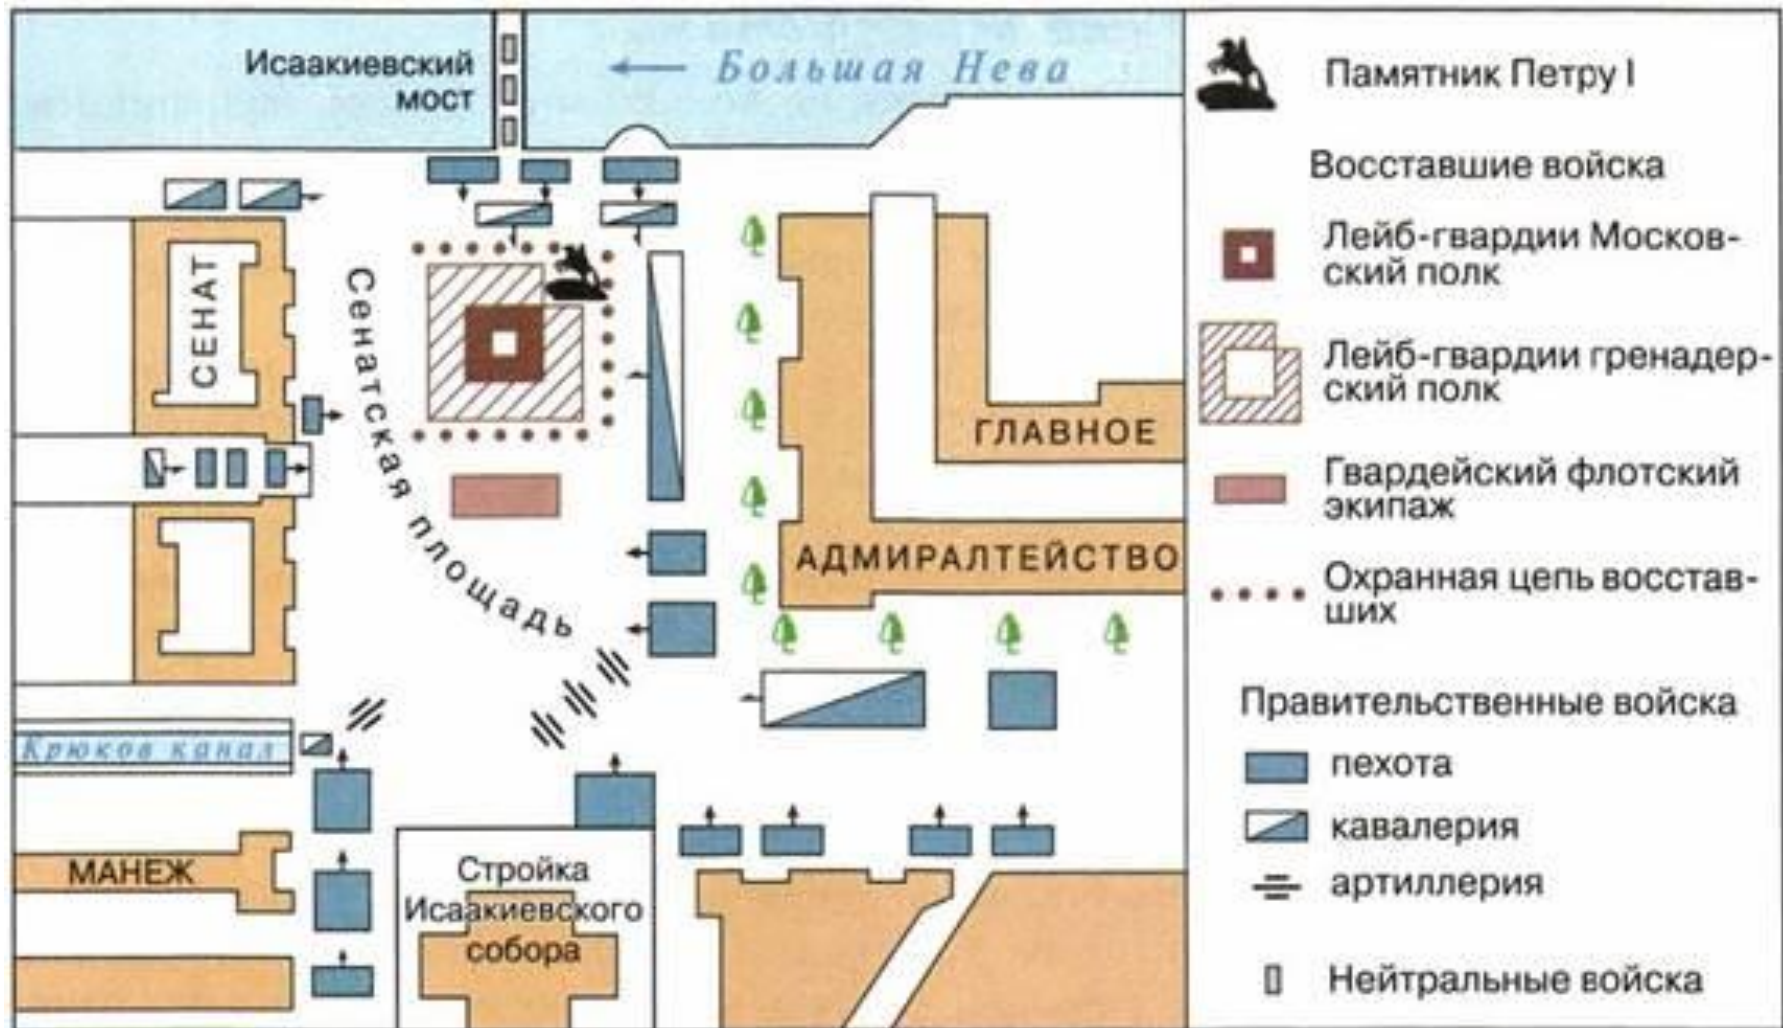 Исаакиевский
мост
Большая Нева
СЕНАТ
Сенатская площадь
ГЛАВНОЕ
АДМИРАЛТЕЙСТВО
Крюков канал
МАНЕЖ
Стройка
Исаакиевского
собора
Памятник Петру I
Восставшие войска
Лейб-гвардии Москов-
ский полк
Лейб-гвардии гренадер-
ский полк
Гвардейский флотский
экипаж
Охранная цепь восстав-
ших
Правительственные войска
пехота
кавалерия
артиллерия
Нейтральные войска